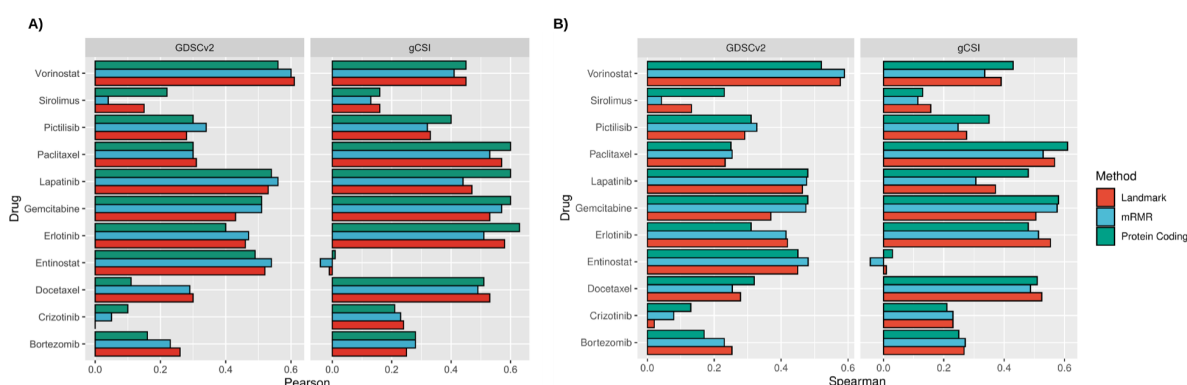 A)
GDSCv2
gCSI
Drug
Vorinostat
Sirolimus
Pictilisib
Paclitaxel
Lapatinib
Gemcitabine
Erlotinib
Entinostat
Docetaxel
Crizotinib
Bortezomib
0.0 0.2 0.4 0.6
0.0 0.2 0.4 0.6
Pearson
B)
GDSCv2
gCSI
Drug
Vorinostat
Sirolimus
Pictilisib
Paclitaxel
Lapatinib
Gemcitabine
Erlotinib
Entinostat
Docetaxel
Crizotinib
Bortezomib
0.0 0.2 0.4 0.6
0.0 0.2 0.4 0.6
Spearman
Method
Landmark
mRMR
Protein Coding